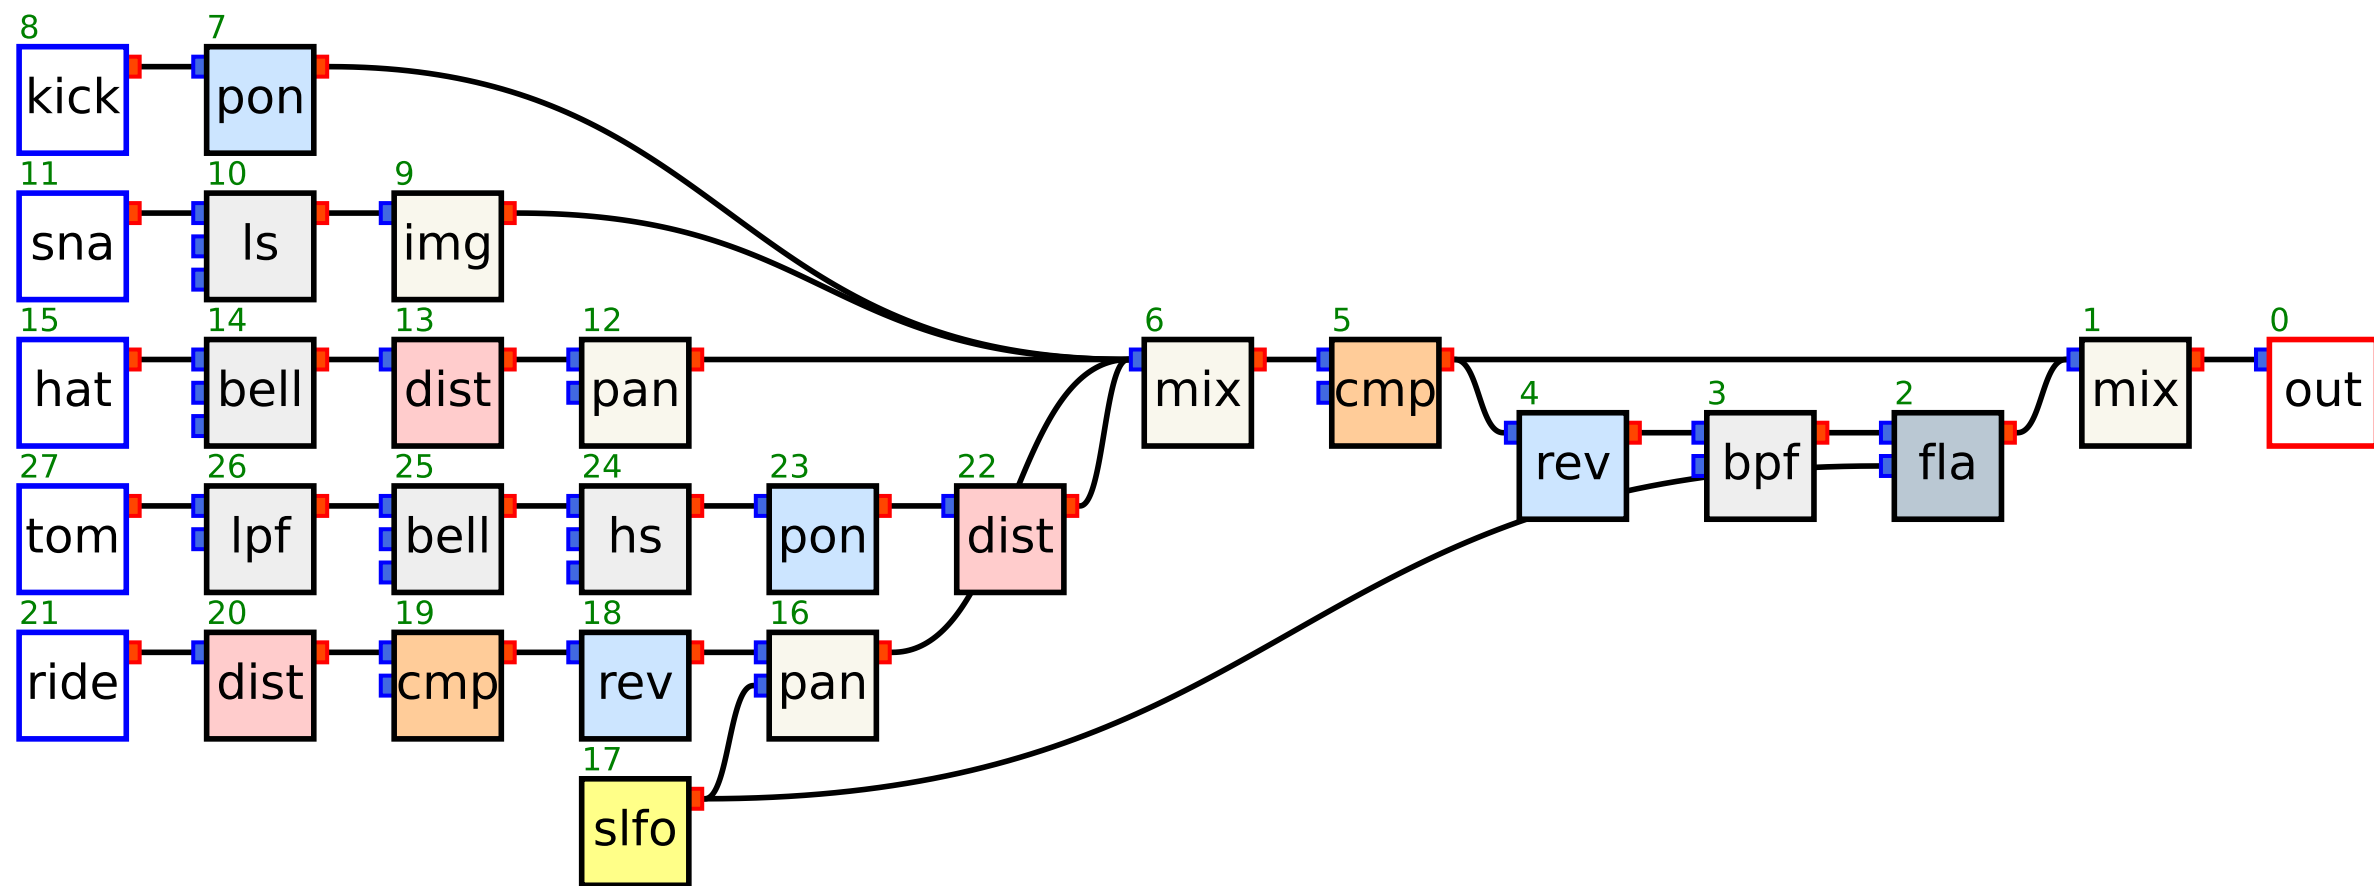 8 7
kick pon
11 10 9
sna ls img
15 14 13 12 6 5 1 0
hat bell dist pan mix cmp mix out
4 3 2
rev bpf fla
27 26 25 24 23 22
tom lpf bell hs pon dist
21 20 19 18 16
ride dist cmp rev pan
17
slfo